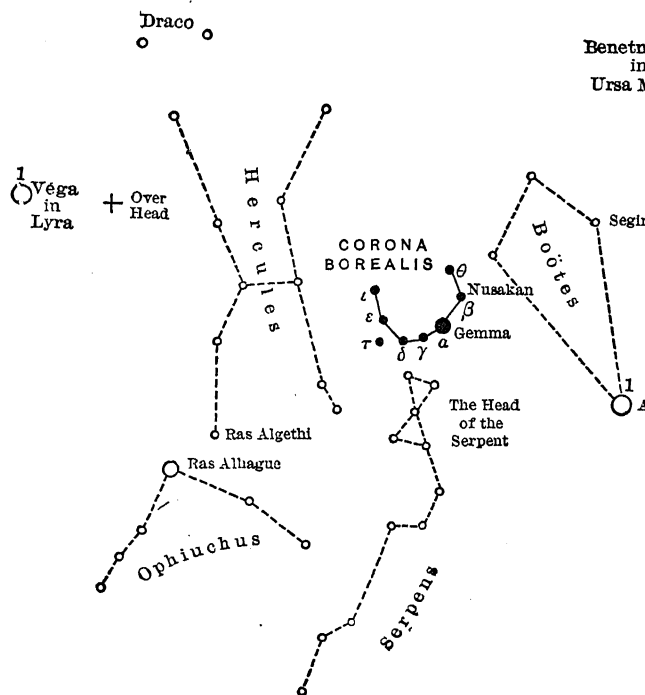 Draco
Benetn
in
Ursa M
1
Véga
in
Lyra
Over
Head
Hercules
CORONA
BOREALIS
Boötes
Segin
θ
Nusakan
β
ι
ε
Gemma
α
τ
δ
γ
1
A
The Head
of the
Serpent
Ras Algethi
Ras Alhague
Ophiuchus
Serpens